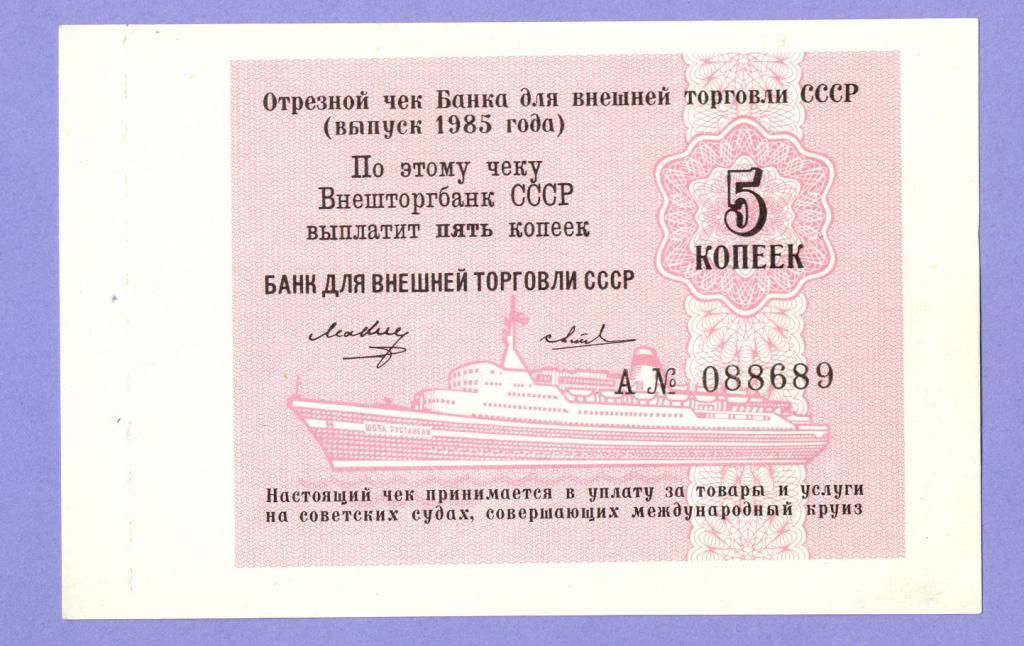 Отрезной чек Банка для внешней торговли СССР
(выпуск 1985 года)
По этому чеку
Внешторгбанк СССР
выплатит пять копеек
5
КОПЕЕК
БАНК ДЛЯ ВНЕШНЕЙ ТОРГОВЛИ СССР
А № 088689
ШОТА РУСТАВЕЛИ
Настоящий чек принимается в уплату за товары и услуги
на советских судах, совершающих международный круиз